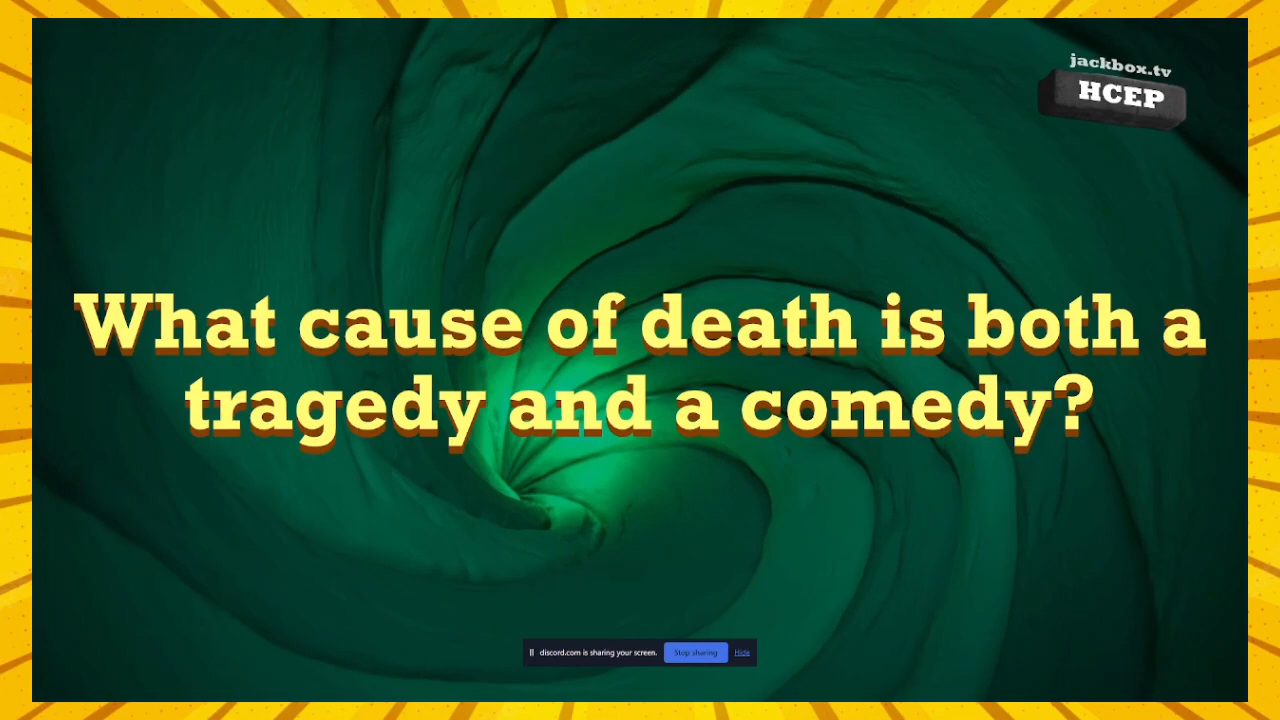 jackbox.tv
HCEP
What cause of death is both a
tragedy and a comedy?
discord.com is sharing your screen. Stop sharing Hide